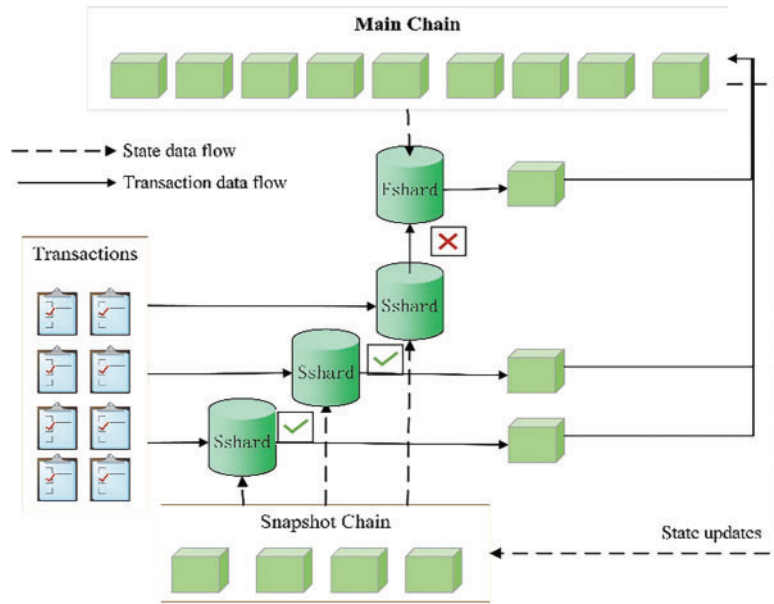 Main Chain
State data flow
Transaction data flow
Fshard
Transactions
Sshard
Sshard
Sshard
Snapshot Chain
State updates